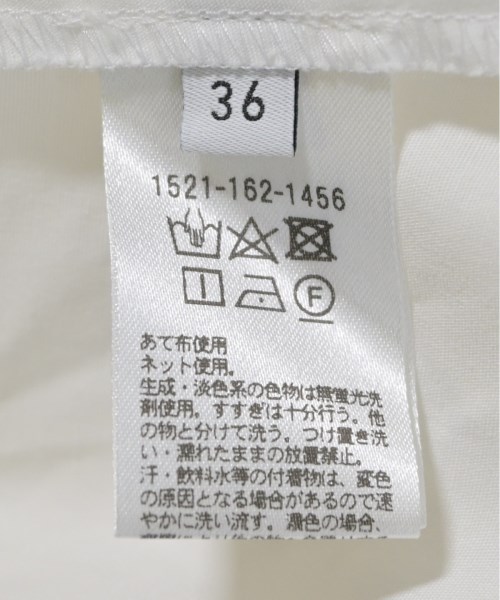 36
1521-162-1456
F
あて布使用
ネット使用。
生成・淡色系の色物は無蛍光洗
剤使用。すすぎは十分行う。他
の物と分けて洗う。つけ置き洗
い・濡れたままの放置禁止。
汗・飲料水等の付着物は、変色
の原因となる場合があるので速
やかに洗い流す。濃色の場合、